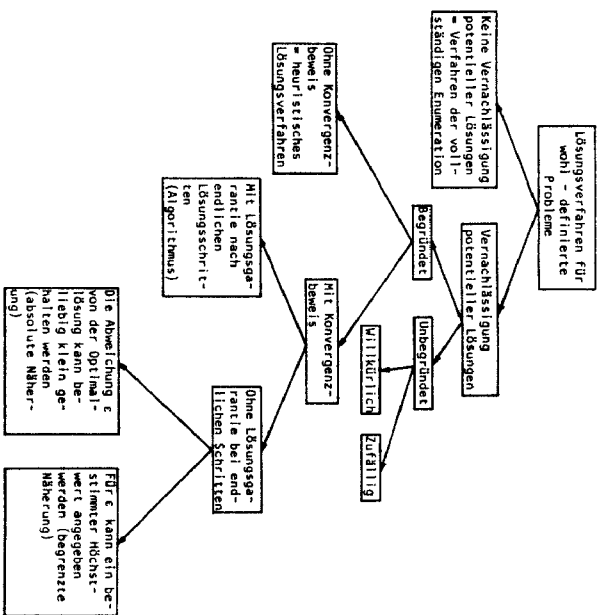 Lösungsverfahren für
wohl - definierte
Probleme
Keine Vernachlässigung
potentieller Lösungen
= Verfahren der voll-
ständigen Enumeration
Vernachlässigung
potentieller Lösungen
Begründet
Unbegründet
Willkürlich
Zufällig
Ohne Konvergenz-
beweis
= heuristisches
Lösungsverfahren
Mit Konvergenz-
beweis
Mit Lösungsga-
rantie nach
endlichen
Lösungsschrit-
ten
(Algorithmus)
Ohne Lösungsga-
rantie bei end-
lichen Schritten
Die Abweichung ε
von der Optimal-
lösung kann be-
liebig klein ge-
halten werden
(absolute Näher-
ung)
Für ε kann ein be-
stimmter Höchst-
wert angegeben
werden (begrenzte
Näherung)